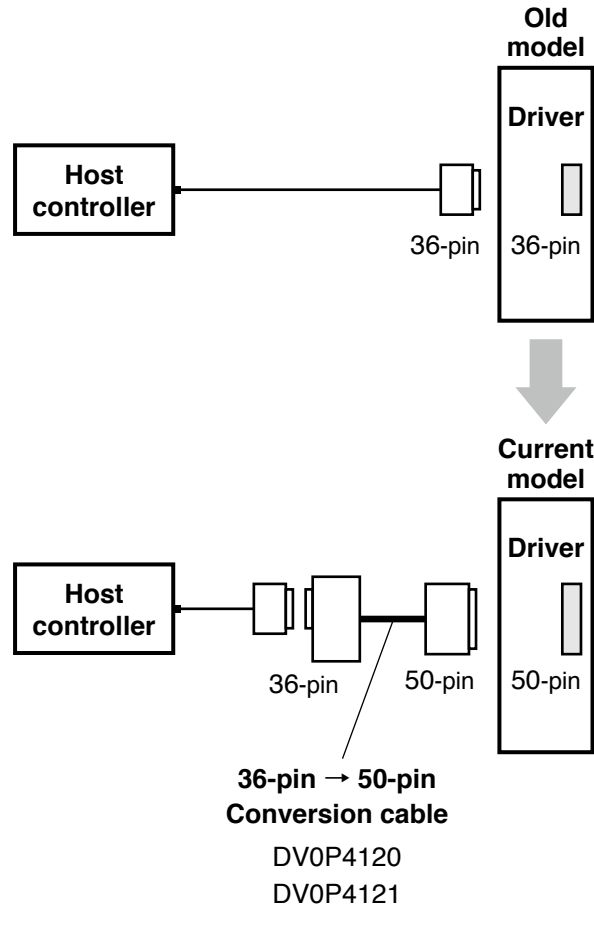 Old
model
Driver
Host
controller
36-pin
36-pin
Current
model
Driver
Host
controller
36-pin
50-pin
50-pin
36-pin → 50-pin
Conversion cable
DV0P4120
DV0P4121